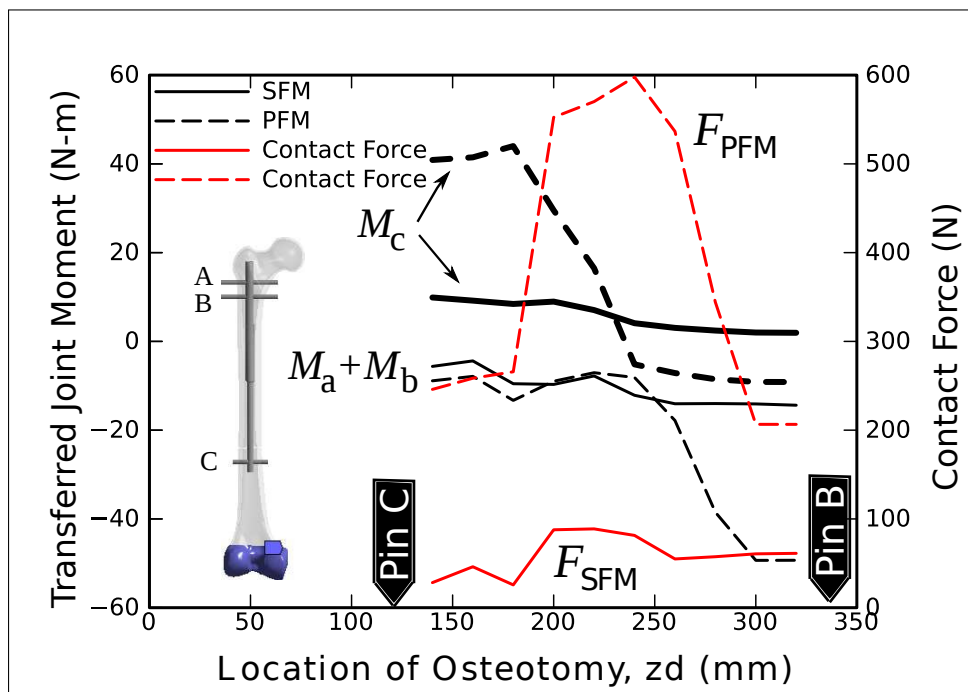 60
40
20
0
−20
−40
−60
Transferred Joint Moment (N-m)
SFM
PFM
Contact Force
Contact Force
M_c
M_a+M_b
F_PFM
F_SFM
A
B
C
Pin C
Pin B
600
500
400
300
200
100
0
Contact Force (N)
0 50 100 150 200 250 300 350
Location of Osteotomy, zd (mm)